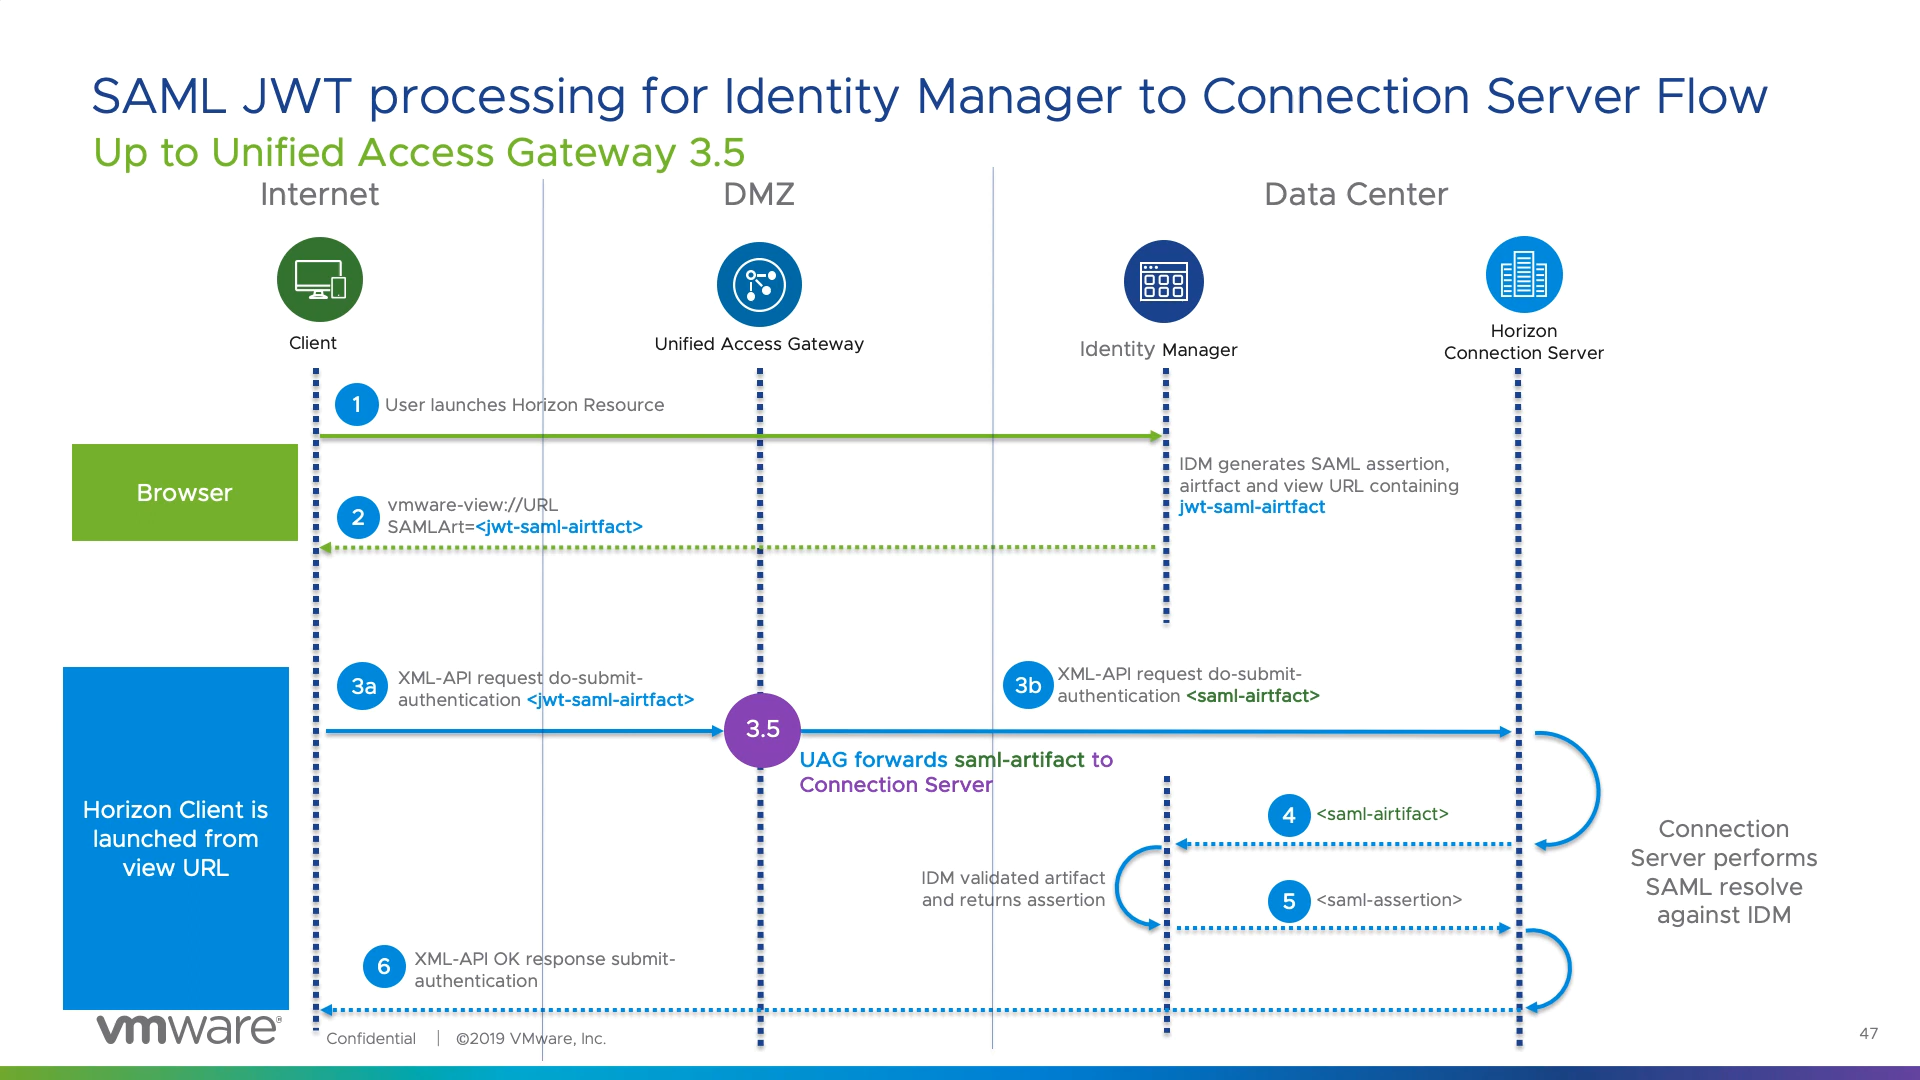 SAML JWT processing for Identity Manager to Connection Server Flow
Up to Unified Access Gateway 3.5
Internet
DMZ
Data Center
Client
Unified Access Gateway
Identity Manager
Horizon
Connection Server
1
User launches Horizon Resource
Browser
IDM generates SAML assertion,
airtfact and view URL containing
jwt-saml-airtfact
2
vmware-view://URL
SAMLArt=<jwt-saml-airtfact>
3a
XML-API request do-submit-
authentication <jwt-saml-airtfact>
3b
XML-API request do-submit-
authentication <saml-airtfact>
3.5
UAG forwards saml-artifact to
Connection Server
Horizon Client is
launched from
view URL
4
<saml-airtifact>
Connection
Server performs
SAML resolve
against IDM
IDM validated artifact
and returns assertion
5
<saml-assertion>
6
XML-API OK response submit-
authentication
vmware®
Confidential | ©2019 VMware, Inc.
47